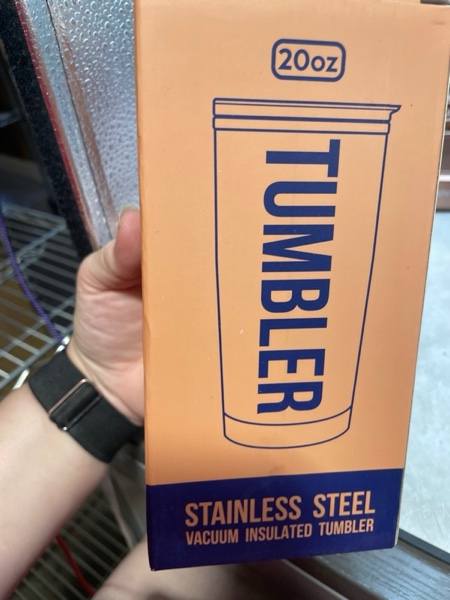 20oz
TUMBLER
STAINLESS STEEL
VACUUM INSULATED TUMBLER